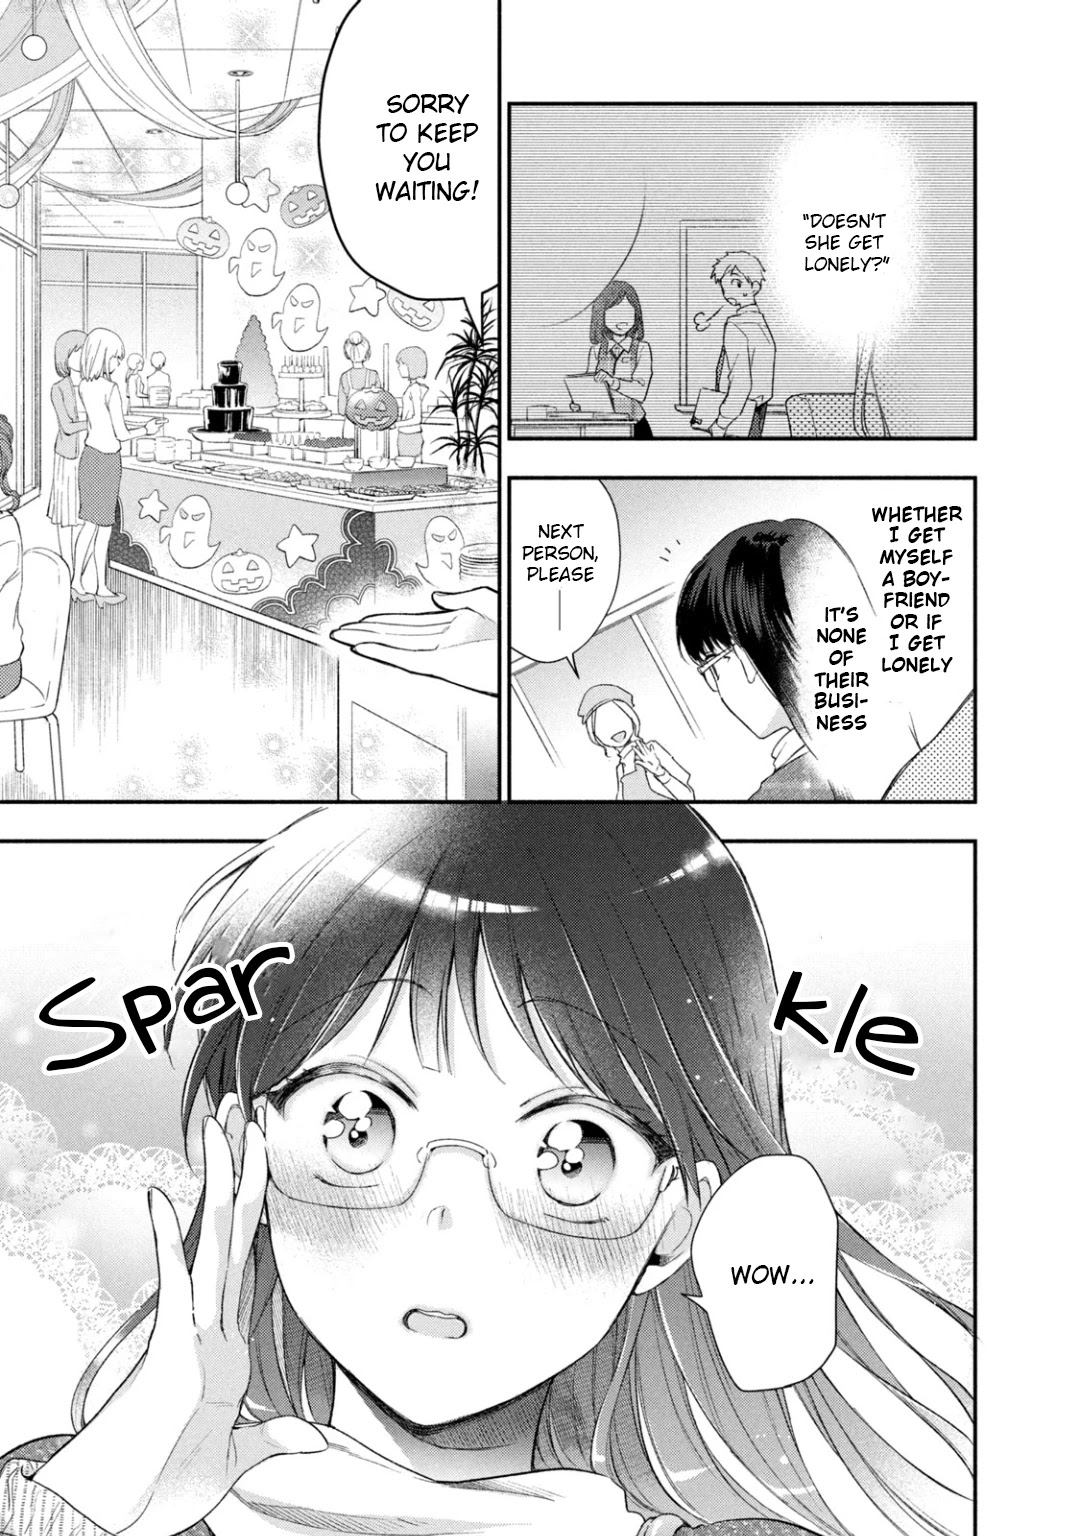 "DOESN'T
SHE GET
LONELY?"
WHETHER
I GET
MYSELF
A BOY-
FRIEND
OR IF
I GET
LONELY
IT'S
NONE
OF
THEIR
BUSI-
NESS
NEXT
PERSON,
PLEASE
SORRY
TO KEEP
YOU
WAITING!
Spar
kle
WOW...